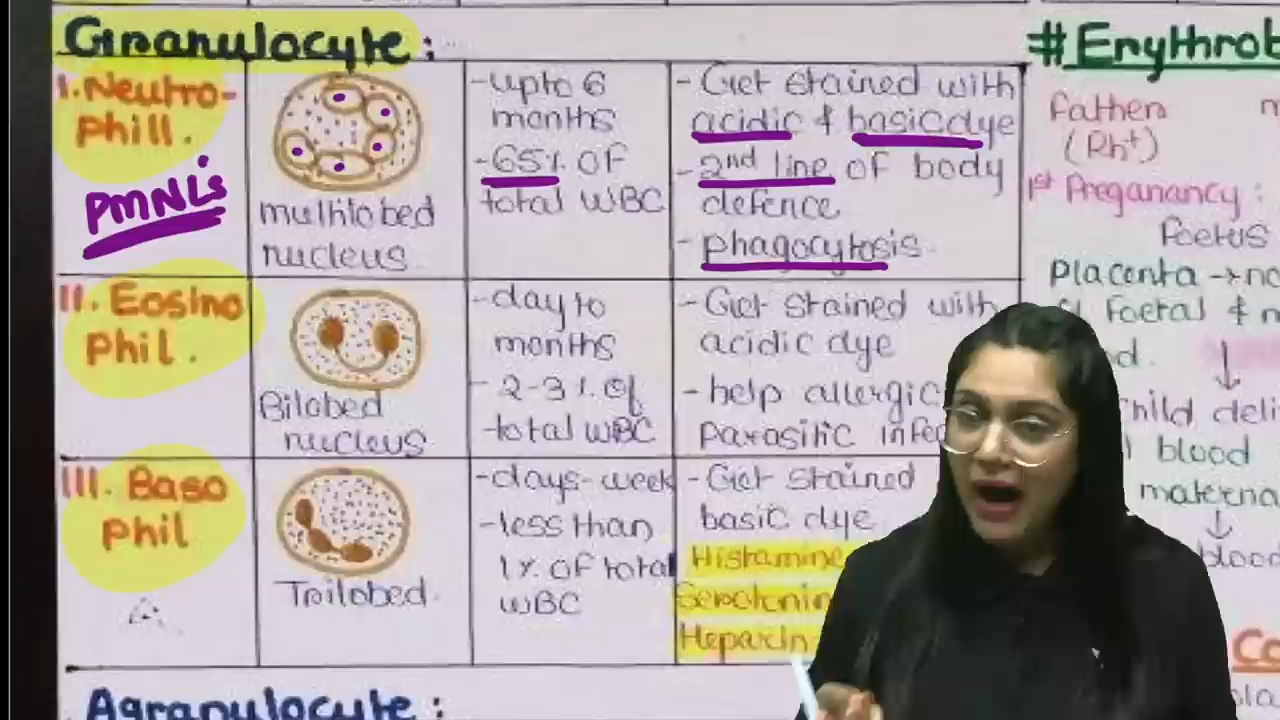 Granulocyte:
I. Neutro-
phill.
PMNL's
multilobed
nucleus
-upto 6
months
-65% of
total WBC
- Get stained with
acidic & basic dye
- 2nd line of body
defence
- phagocytosis.
II. Eosino
phil.
Bilobed
nucleus
-day to
months
- 2-3% of
total WBC
- Get stained with
acidic dye
- help allergic
parasitic
III. Baso
phil
Trilobed.
-days-week
-less than
1% of total
WBC
- Get stained
basic dye
Histamine
Serotonin
Heparin
Agranulocyte:
#Erythrob
Father
(Rh+)
1st Preganancy:
Foetus
placenta →
Foetal &
child deli
blood
materna
↓
blood